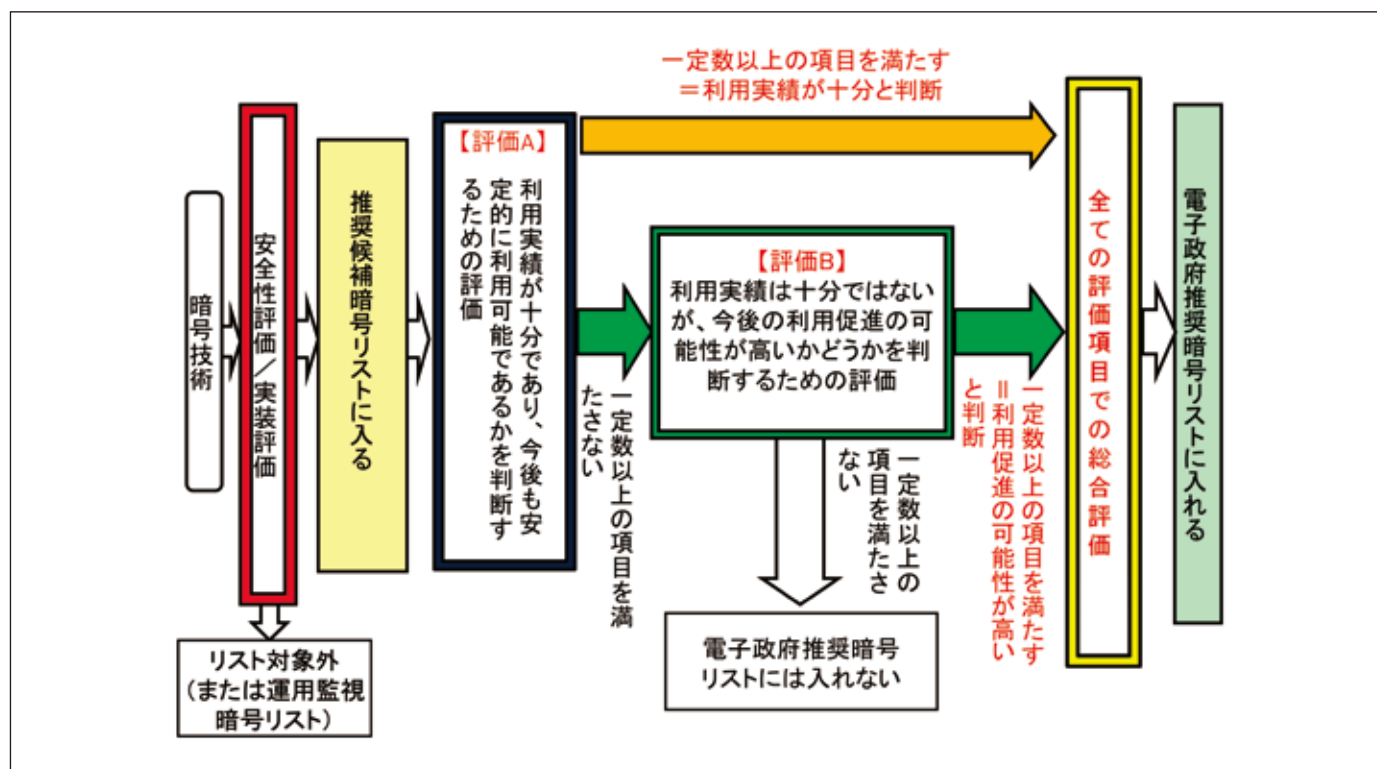 暗号技術
安全性評価／実装評価
リスト対象外
（または運用監視
暗号リスト）
推奨候補暗号リストに入る
【評価A】
利用実績が十分であり、今後も安
定的に利用可能であるかを判断す
るための評価
一定数以上の項目を満たす
＝利用実績が十分と判断
一定数以上の項目を満
たさない
【評価B】
利用実績は十分ではない
が、今後の利用促進の可
能性が高いかどうかを判
断するための評価
一定数以上の
項目を満たさ
ない
電子政府推奨暗号
リストには入れない
一定数以上の項目を満たす
＝利用促進の可能性が高い
と判断
全ての評価項目での総合評価
電子政府推奨暗号リストに入れる